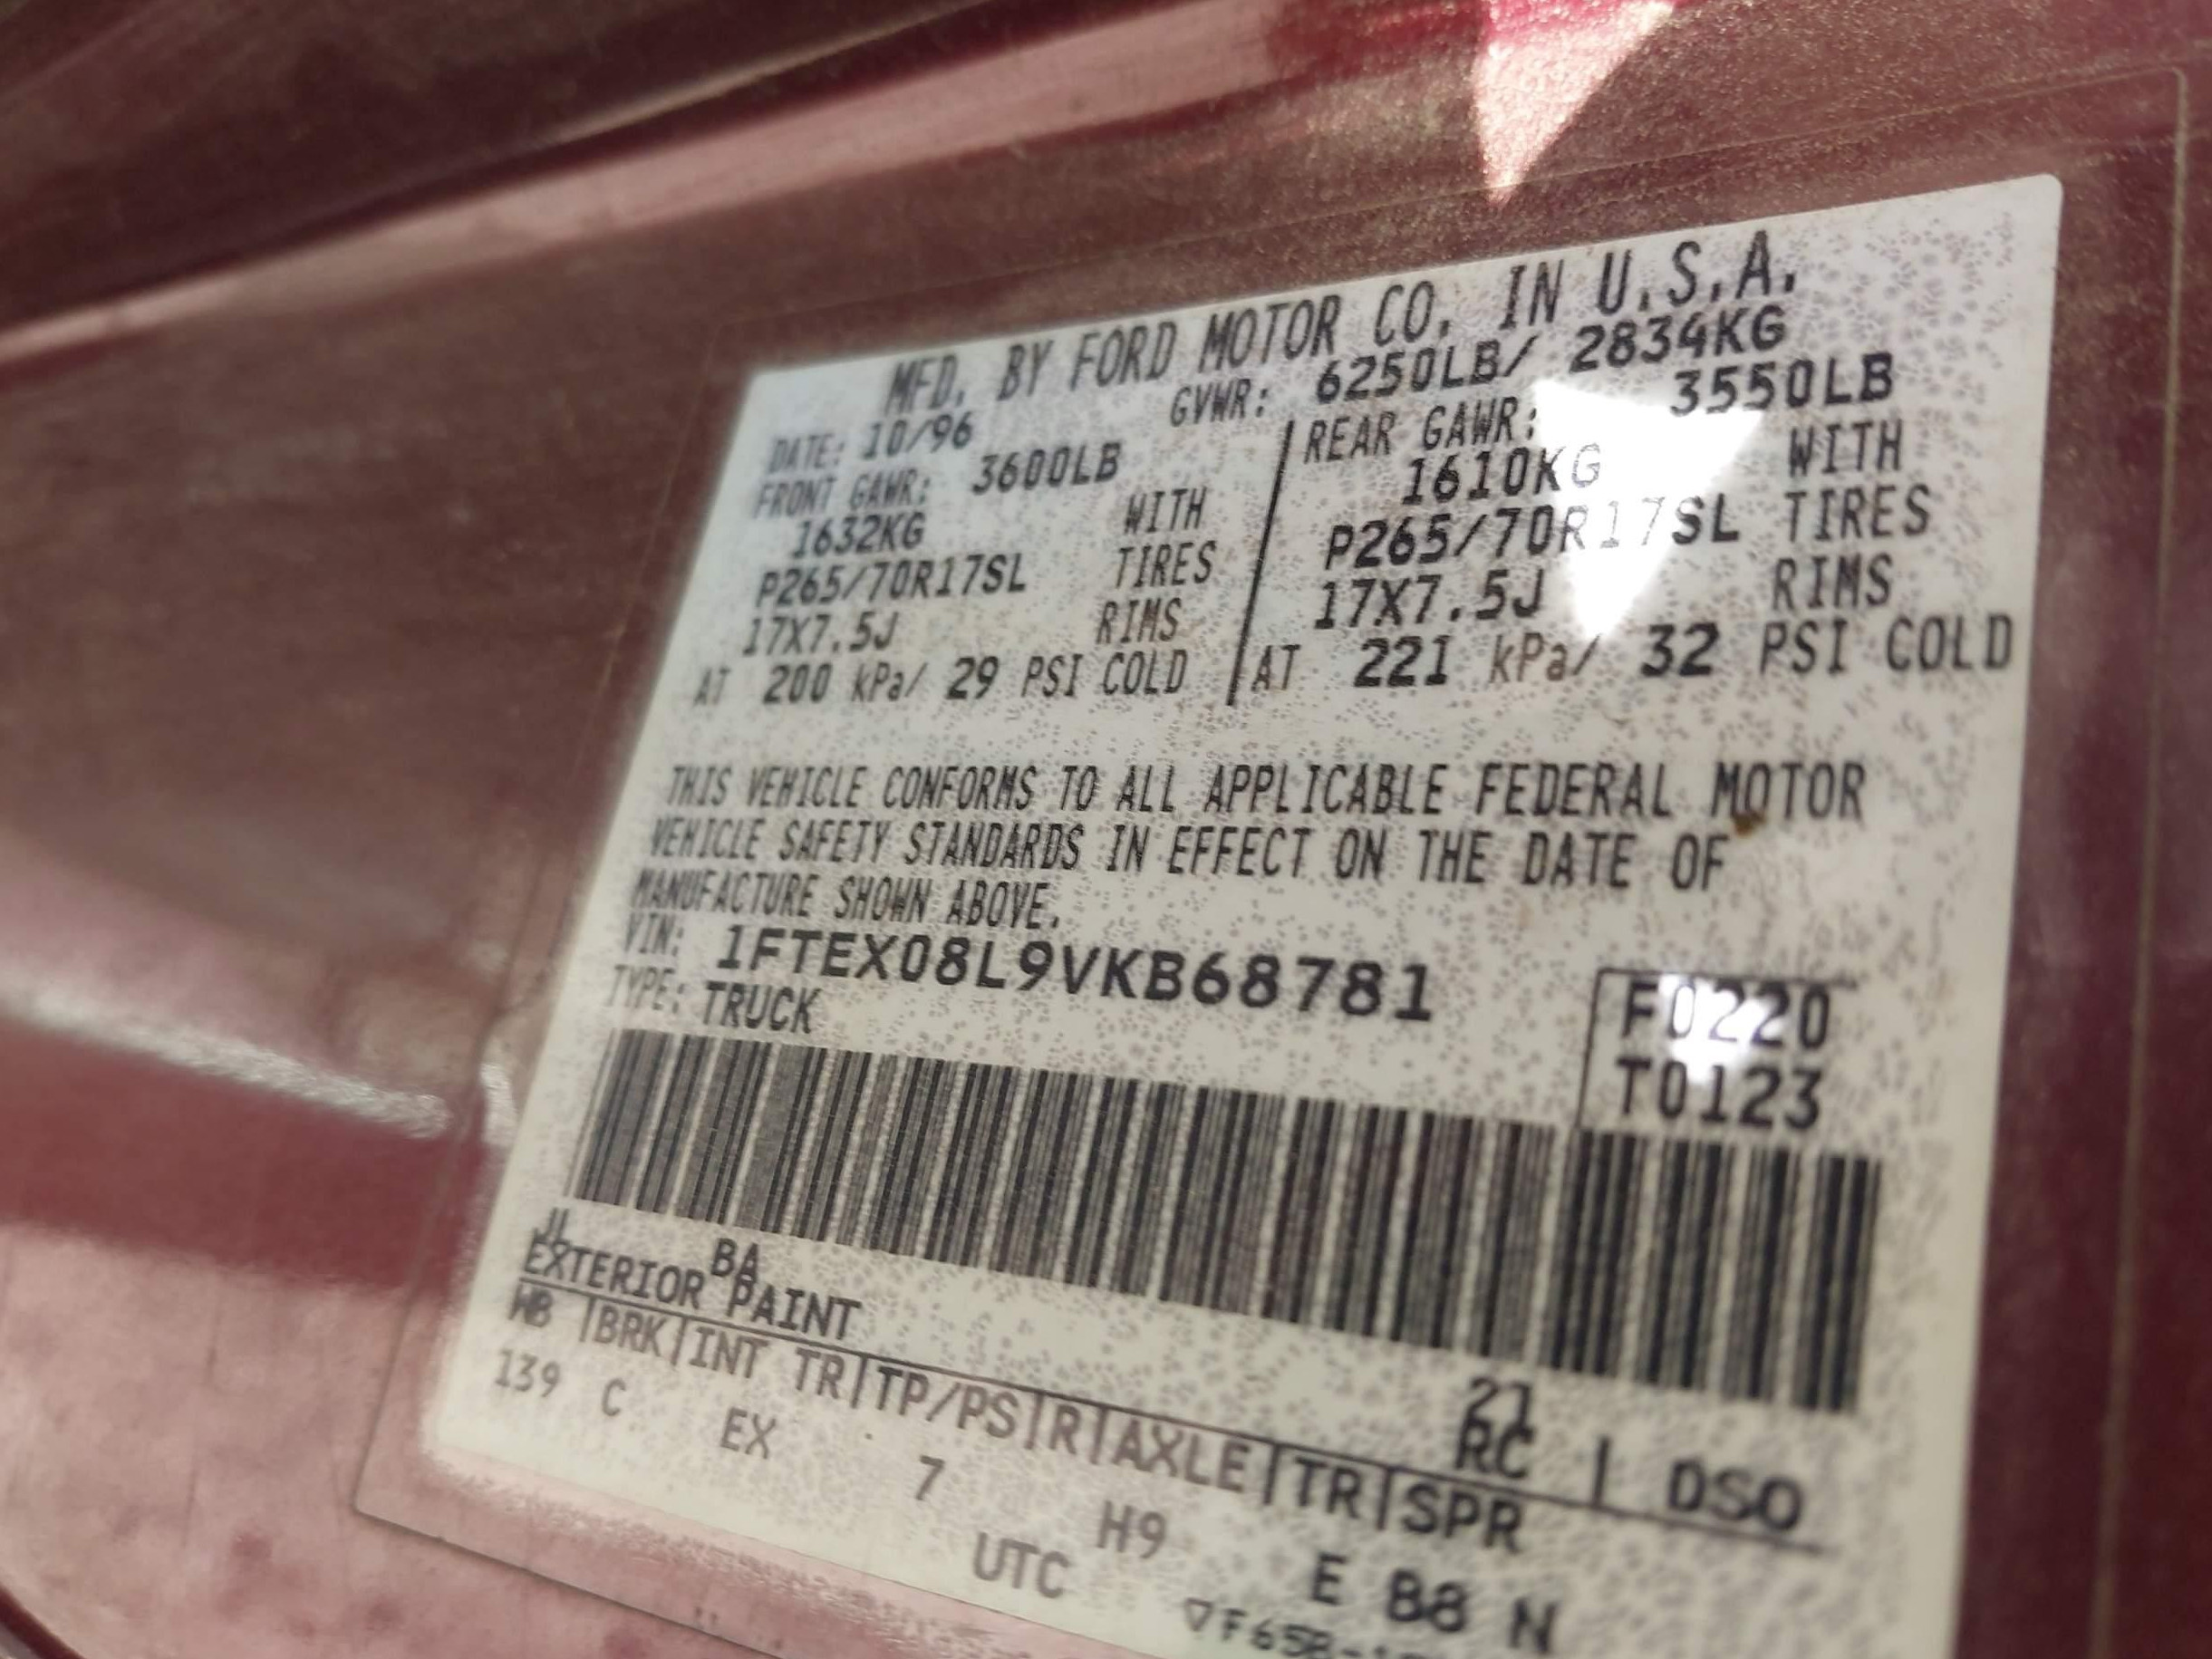 MFD. BY FORD MOTOR CO. IN U.S.A.
DATE: 10/96 GVWR: 6250LB/ 2834KG
FRONT GAWR: 3600LB REAR GAWR: 3550LB
1632KG WITH 1610KG WITH
P265/70R17SL TIRES P265/70R17SL TIRES
17X7.5J RIMS 17X7.5J RIMS
AT 200 kPa/ 29 PSI COLD AT 221 kPa/ 32 PSI COLD
THIS VEHICLE CONFORMS TO ALL APPLICABLE FEDERAL MOTOR
VEHICLE SAFETY STANDARDS IN EFFECT ON THE DATE OF
MANUFACTURE SHOWN ABOVE.
VIN: 1FTEX08L9VKB68781
TYPE: TRUCK
F0220
T0123
JL BA 21
EXTERIOR PAINT RC | DSO
WB |BRK|INT TR|TP/PS|R|AXLE|TR|SPR
139 C EX 7 H9 E B8 N
UTC